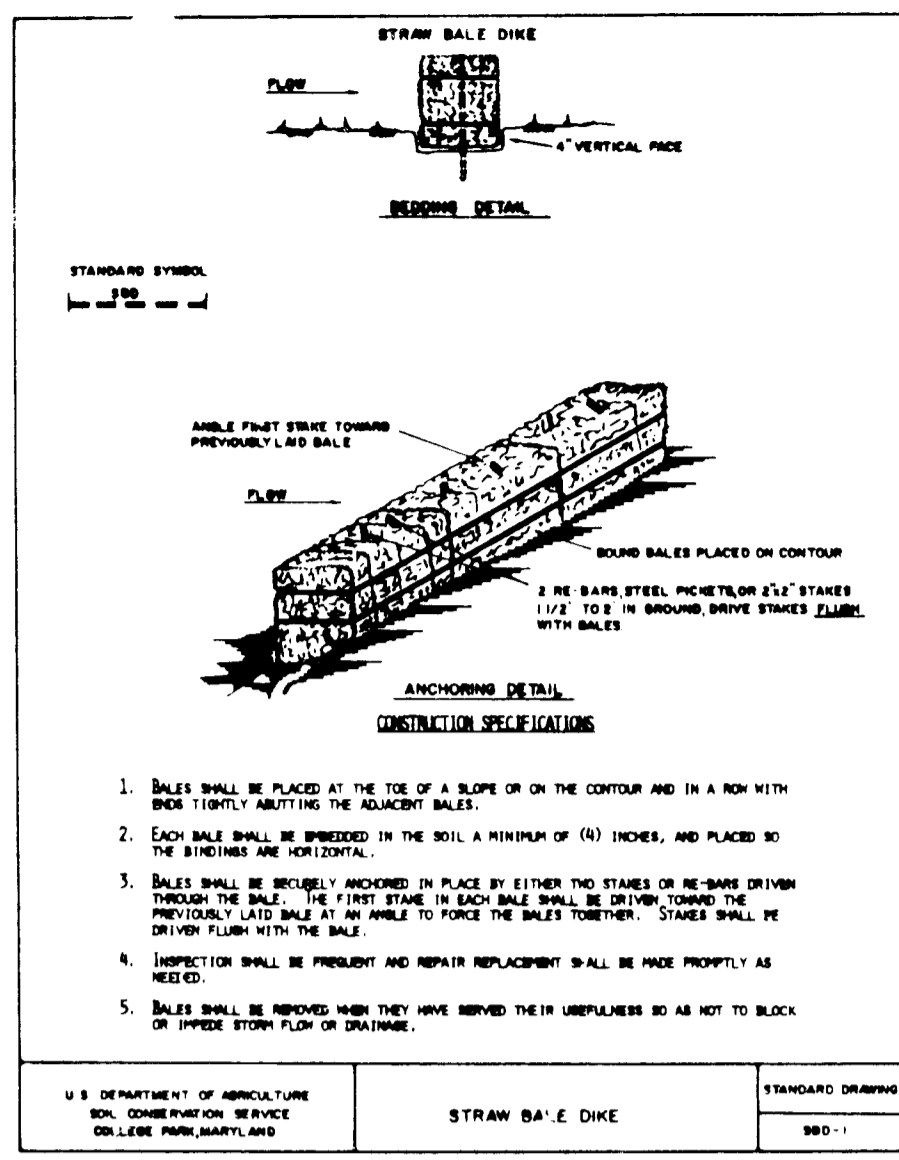 STRAW BALE DIKE
FLOW
4" VERTICAL FACE
BEDDING DETAIL
STANDARD SYMBOL
SBD
ANGLE FIRST STAKE TOWARD
PREVIOUSLY LAID BALE
FLOW
BOUND BALES PLACED ON CONTOUR
2 RE-BARS, STEEL PICKETS, OR 2"x2" STAKES
1 1/2' TO 2' IN GROUND, DRIVE STAKES FLUSH
WITH BALES
ANCHORING DETAIL
CONSTRUCTION SPECIFICATIONS
1. BALES SHALL BE PLACED AT THE TOE OF A SLOPE OR ON THE CONTOUR AND IN A ROW WITH
ENDS TIGHTLY ABUTTING THE ADJACENT BALES.
2. EACH BALE SHALL BE EMBEDDED IN THE SOIL A MINIMUM OF (4) INCHES, AND PLACED SO
THE BINDINGS ARE HORIZONTAL.
3. BALES SHALL BE SECURELY ANCHORED IN PLACE BY EITHER TWO STAKES OR RE-BARS DRIVEN
THROUGH THE BALE. THE FIRST STAKE IN EACH BALE SHALL BE DRIVEN TOWARD THE
PREVIOUSLY LAID BALE AT AN ANGLE TO FORCE THE BALES TOGETHER. STAKES SHALL BE
DRIVEN FLUSH WITH THE BALE.
4. INSPECTION SHALL BE FREQUENT AND REPAIR REPLACEMENT SHALL BE MADE PROMPTLY AS
NEEDED.
5. BALES SHALL BE REMOVED WHEN THEY HAVE SERVED THEIR USEFULNESS SO AS NOT TO BLOCK
OR IMPEDE STORM FLOW OR DRAINAGE.
U S DEPARTMENT OF AGRICULTURE
SOIL CONSERVATION SERVICE
COLLEGE PARK, MARYLAND
STRAW BALE DIKE
STANDARD DRAWING
SBD-1